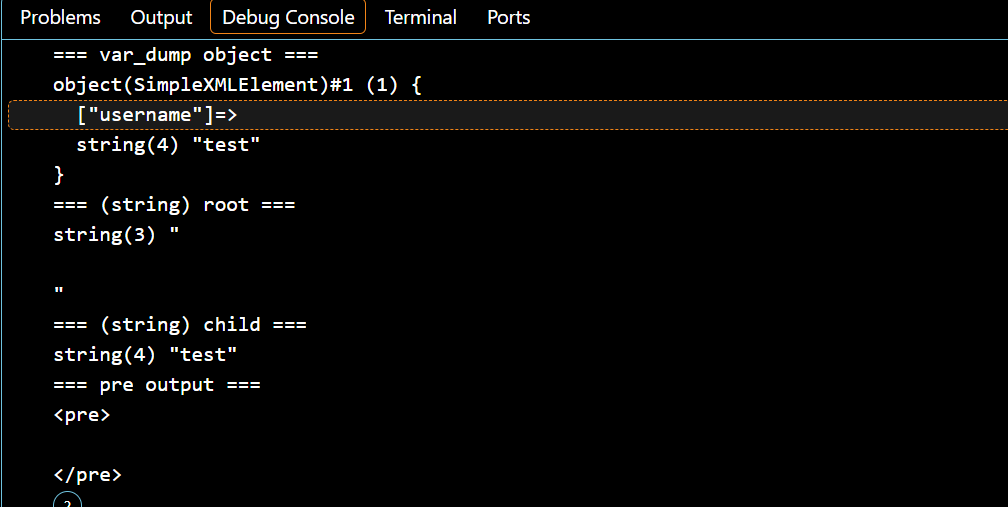 Problems Output Debug Console Terminal Ports
=== var_dump object ===
object(SimpleXMLElement)#1 (1) {
  ["username"]=>
  string(4) "test"
}
=== (string) root ===
string(3) "

"
=== (string) child ===
string(4) "test"
=== pre output ===
<pre>

</pre>
2